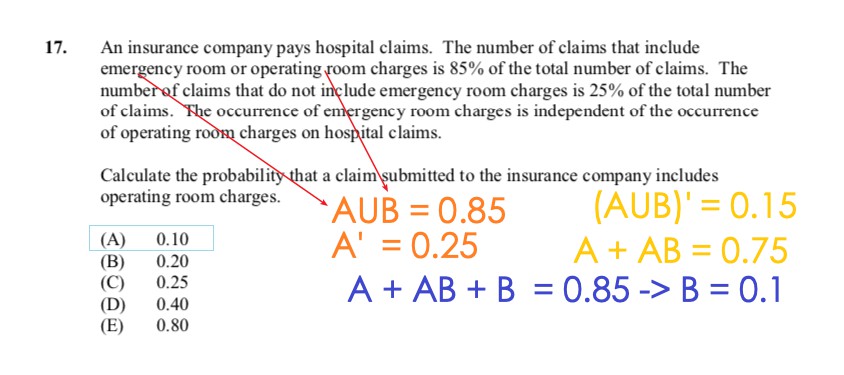 17. An insurance company pays hospital claims. The number of claims that include
emergency room or operating room charges is 85% of the total number of claims. The
number of claims that do not include emergency room charges is 25% of the total number
of claims. The occurrence of emergency room charges is independent of the occurrence
of operating room charges on hospital claims.
Calculate the probability that a claim submitted to the insurance company includes
operating room charges.
AUB = 0.85
(AUB)' = 0.15
A' = 0.25
A + AB = 0.75
A + AB + B = 0.85 -> B = 0.1
(A) 0.10
(B) 0.20
(C) 0.25
(D) 0.40
(E) 0.80